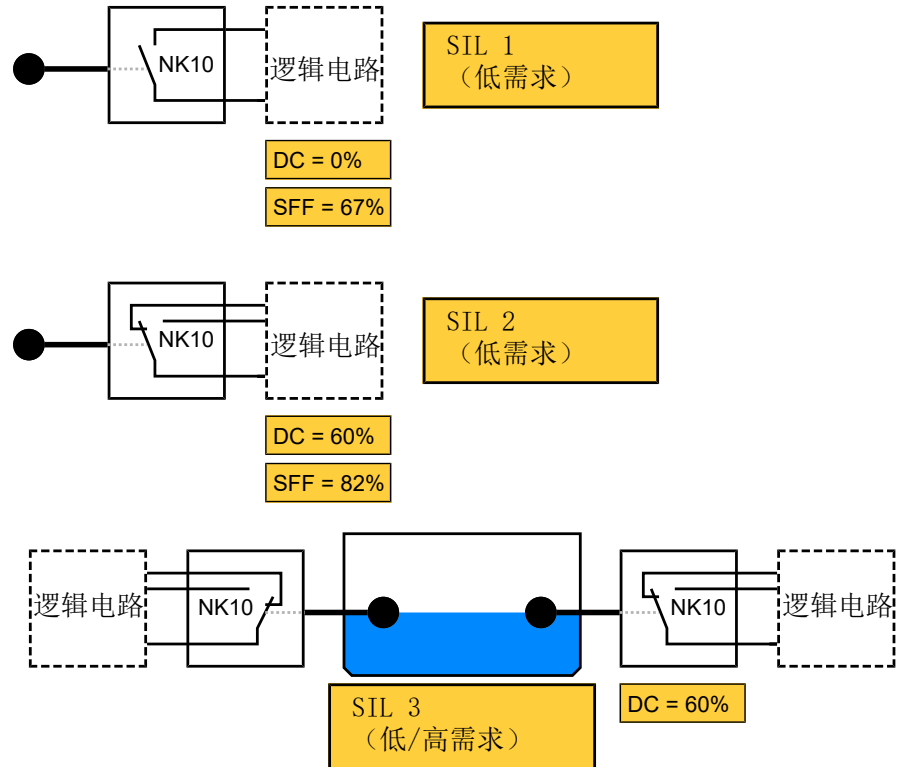 NK10
逻辑电路
SIL 1
（低需求）
DC = 0%
SFF = 67%
NK10
逻辑电路
SIL 2
（低需求）
DC = 60%
SFF = 82%
逻辑电路
NK10
NK10
逻辑电路
SIL 3
（低/高需求）
DC = 60%